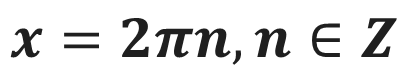 x = 2πn, n ∈ Z